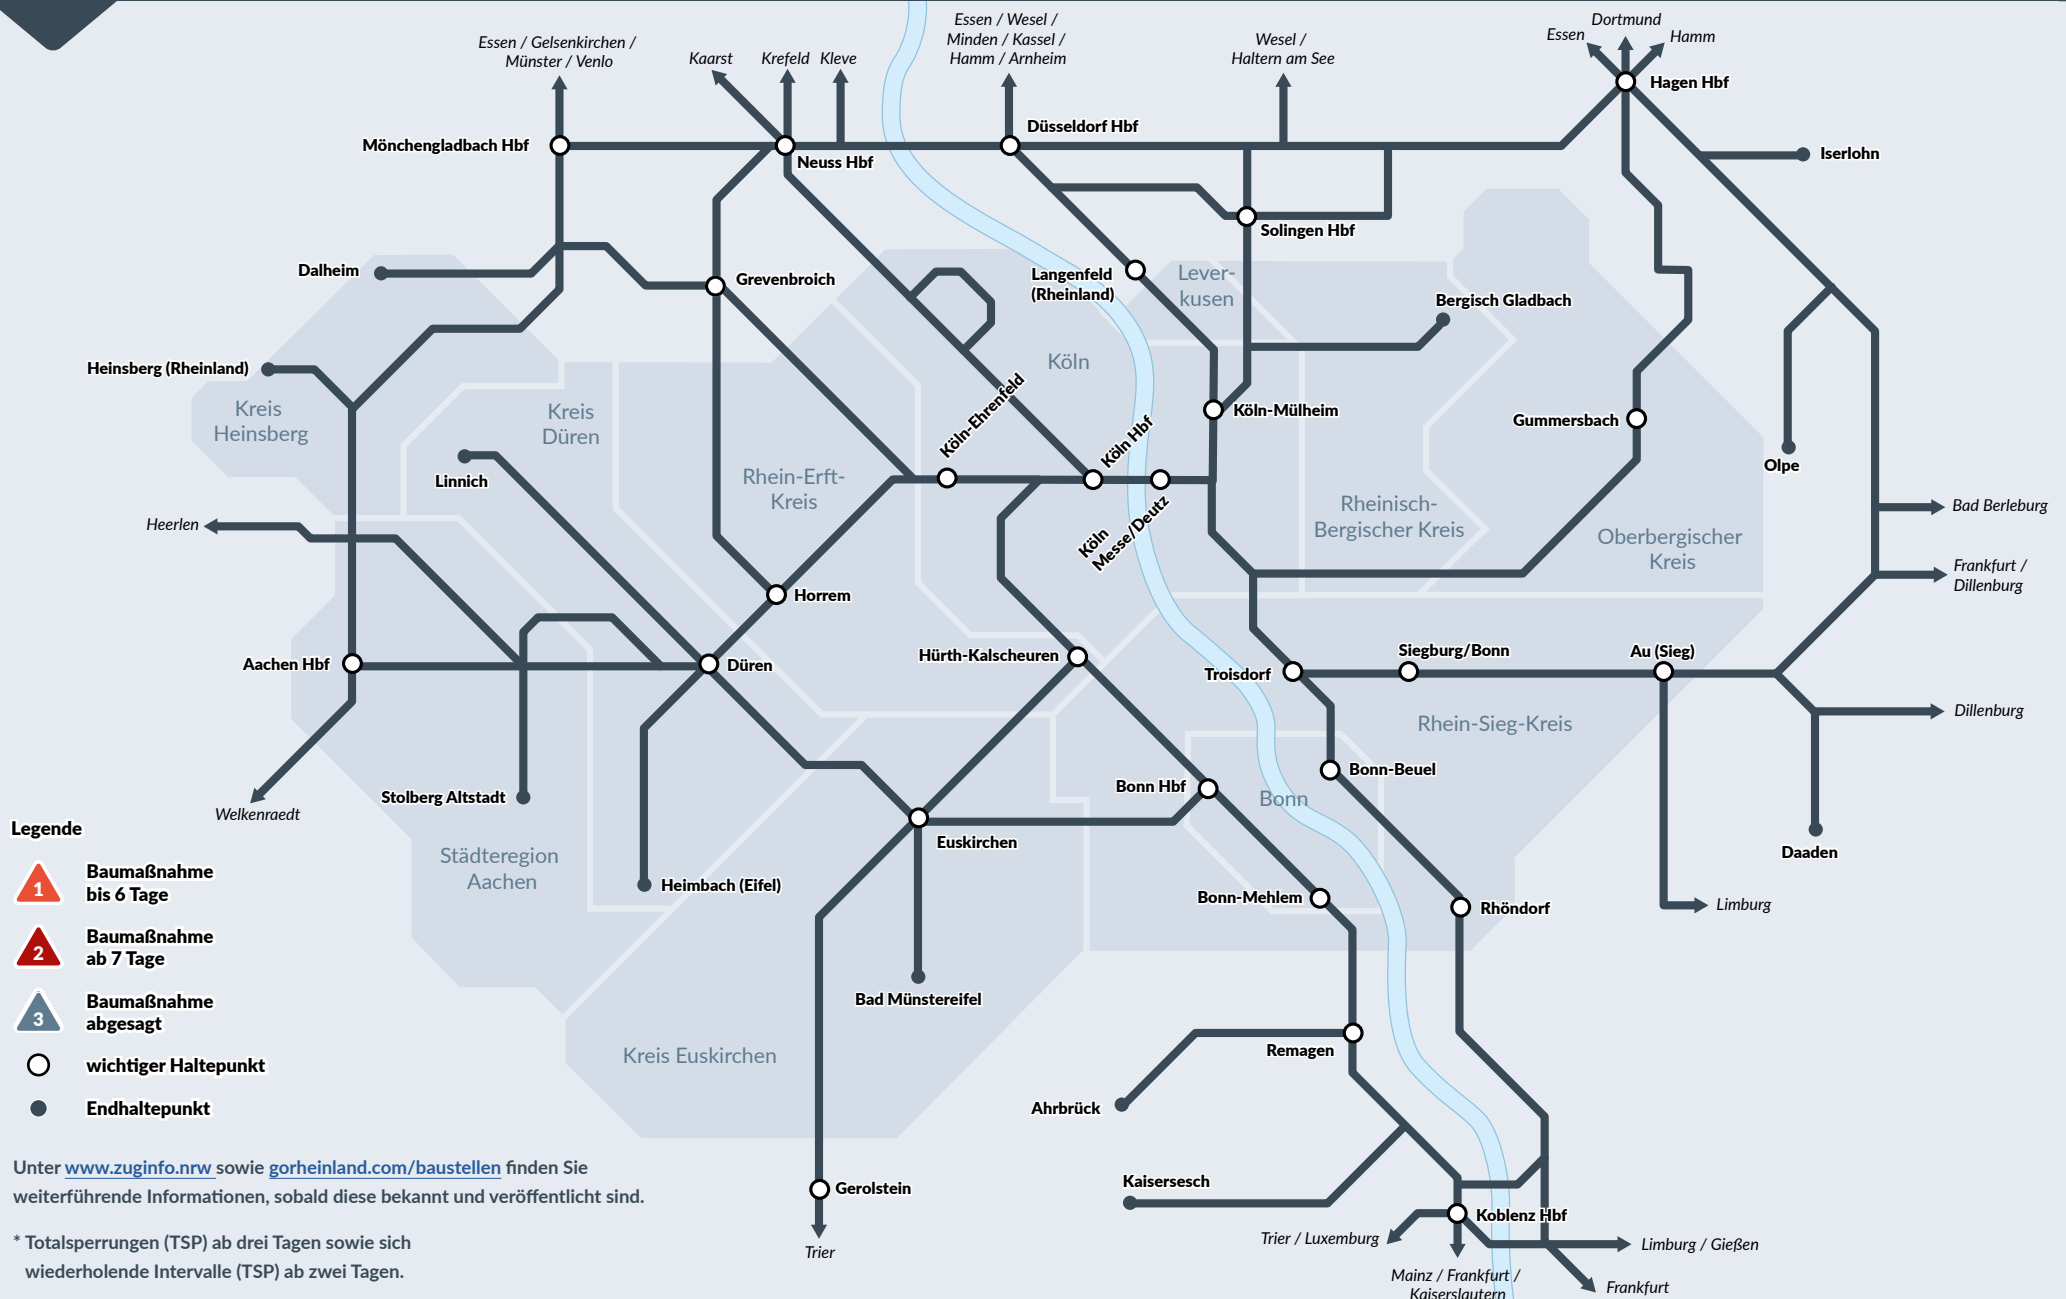 Essen / Gelsenkirchen /
Münster / Venlo
Kaarst
Krefeld
Kleve
Essen / Wesel /
Minden / Kassel /
Hamm / Arnheim
Wesel /
Haltern am See
Dortmund
Essen
Hamm
Hagen Hbf
Mönchengladbach Hbf
Neuss Hbf
Düsseldorf Hbf
Iserlohn
Solingen Hbf
Dalheim
Grevenbroich
Langenfeld
(Rheinland)
Lever-
kusen
Bergisch Gladbach
Heinsberg (Rheinland)
Köln
Kreis
Heinsberg
Kreis
Düren
Köln-Ehrenfeld
Köln Hbf
Köln-Mülheim
Gummersbach
Olpe
Linnich
Rhein-Erft-
Kreis
Rheinisch-
Bergischer Kreis
Oberbergischer
Kreis
Bad Berleburg
Heerlen
Köln
Messe/Deutz
Frankfurt /
Dillenburg
Horrem
Aachen Hbf
Düren
Hürth-Kalscheuren
Troisdorf
Siegburg/Bonn
Au (Sieg)
Dillenburg
Rhein-Sieg-Kreis
Bonn-Beuel
Stolberg Altstadt
Bonn Hbf
Bonn
Welkenraedt
Euskirchen
Daaden
Städteregion
Aachen
Heimbach (Eifel)
Bonn-Mehlem
Rhöndorf
Limburg
Bad Münstereifel
Kreis Euskirchen
Remagen
Ahrbrück
Kaisersesch
Gerolstein
Trier
Koblenz Hbf
Trier / Luxemburg
Limburg / Gießen
Mainz / Frankfurt /
Kaiserslautern
Frankfurt
Legende
1
Baumaßnahme
bis 6 Tage
2
Baumaßnahme
ab 7 Tage
3
Baumaßnahme
abgesagt
wichtiger Haltepunkt
Endhaltepunkt
Unter www.zuginfo.nrw sowie gorheinland.com/baustellen finden Sie
weiterführende Informationen, sobald diese bekannt und veröffentlicht sind.
* Totalsperrungen (TSP) ab drei Tagen sowie sich
wiederholende Intervalle (TSP) ab zwei Tagen.